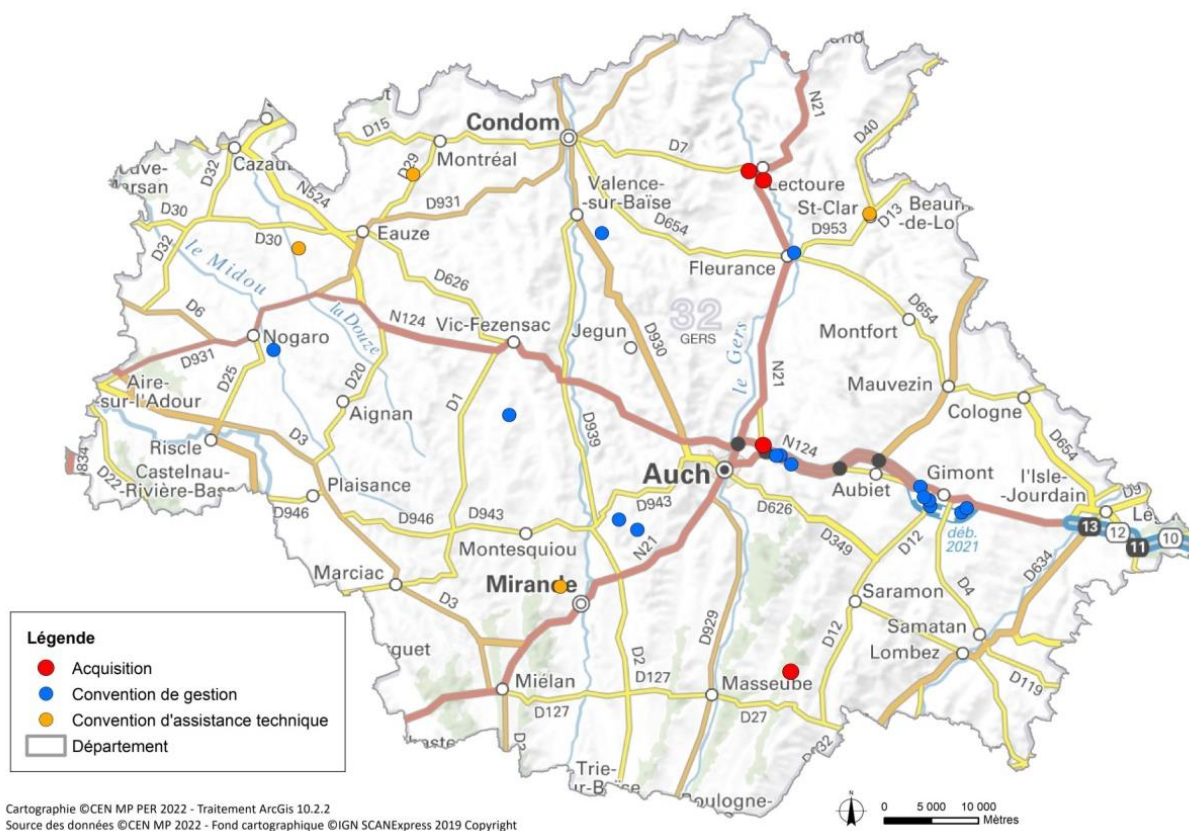 N21
D40
D15
Condom
D7
Montréal
D29
Cazau
D32
Marsan
N524
Valence-
-sur-Baïse
Lectoure
St-Clar
D13
Beaum
-de-Lo
D30
D931
D654
D953
D32
D30
Eauze
Fleurance
le Midou
D626
32
GERS
D654
D6
la Douze
N124
Vic-Fezensac
Jegun
D930
le Gers
Montfort
Nogaro
D931
D25
D20
N21
Mauvezin
Aire-
-sur-l'Adour
Aignan
D1
Cologne
D939
D654
Riscle
D3
N124
Castelnau-
-Rivière-Bas
D22
Auch
Gimont
Aubiet
l'Isle-
-Jourdain
D9
Plaisance
D943
D626
D946
D946
D943
D349
D12
déb.
2021
13
12
11
10
Montesquiou
N21
D634
Marciac
Mirande
D4
Saramon
D3
D929
D12
Samatan
Lombez
D2
D119
Miélan
D127
D127
Masseube
D27
Trie-
Légende
Acquisition
Convention de gestion
Convention d'assistance technique
Département
Cartographie ©CEN MP PER 2022 - Traitement ArcGis 10.2.2
Source des données ©CEN MP 2022 - Fond cartographique ©IGN SCANExpress 2019 Copyright
N
0 5 000 10 000
Mètres